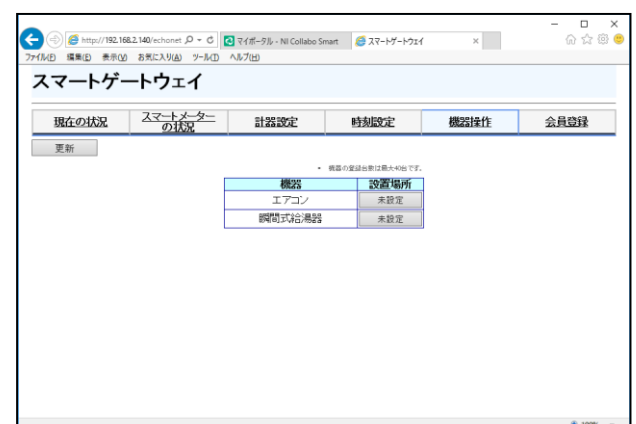 http://192.168.2.140/echonet
マイポータル - NI Collabo Smart
スマートゲートウェイ
ファイル(F) 編集(E) 表示(V) お気に入り(A) ツール(T) ヘルプ(H)
スマートゲートウェイ
現在の状況
スマートメーター
の状況
計器設定
時刻設定
機器操作
会員登録
更新
• 機器の登録台数は最大40台です。
機器 設置場所
エアコン 未設定
瞬間式給湯器 未設定